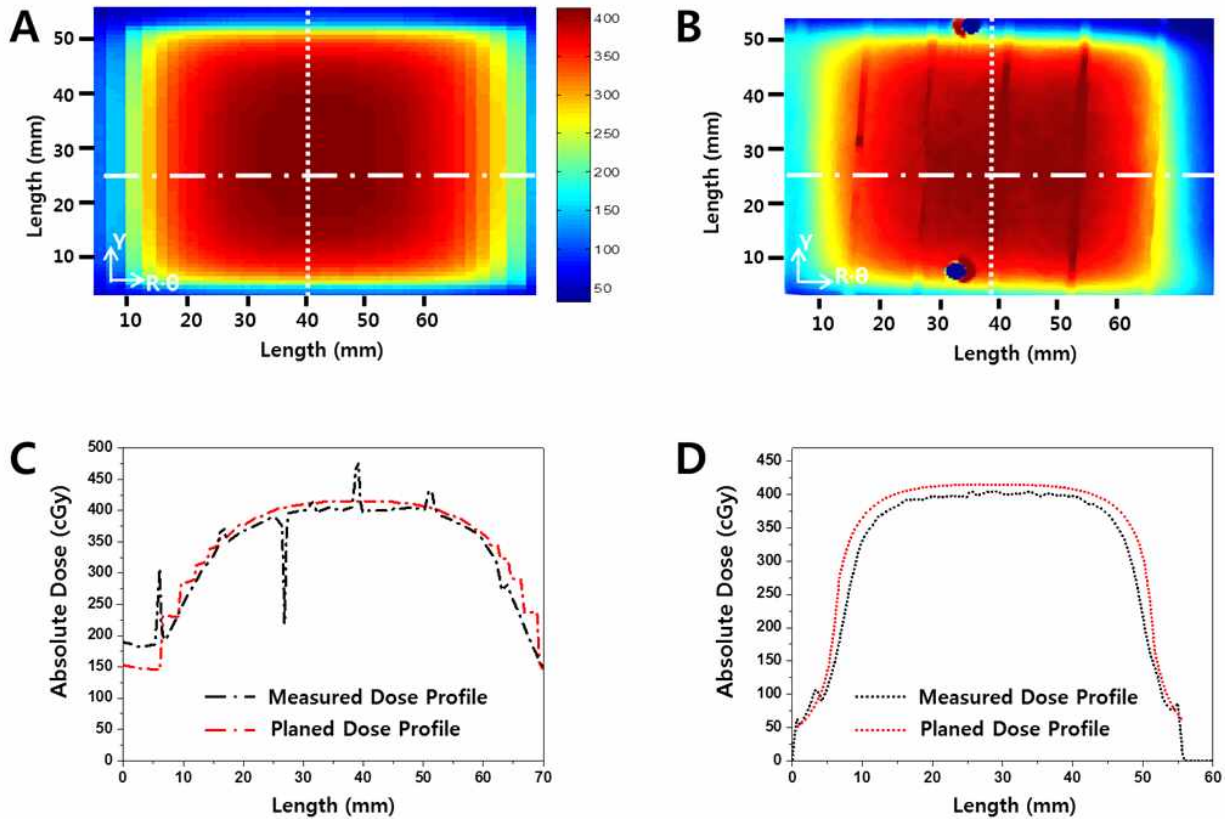 A
50
40
30
20
10
Length (mm)
Y
R·θ
10 20 30 40 50 60
Length (mm)
400
350
300
250
200
150
100
50
B
50
40
30
20
10
Length (mm)
Y
R·θ
10 20 30 40 50 60
Length (mm)
C
500
450
400
350
300
250
200
150
100
50
0
Absolute Dose (cGy)
Measured Dose Profile
Planed Dose Profile
0 10 20 30 40 50 60 70
Length (mm)
D
450
400
350
300
250
200
150
100
50
0
Absolute Dose (cGy)
Measured Dose Profile
Planed Dose Profile
0 10 20 30 40 50 60
Length (mm)